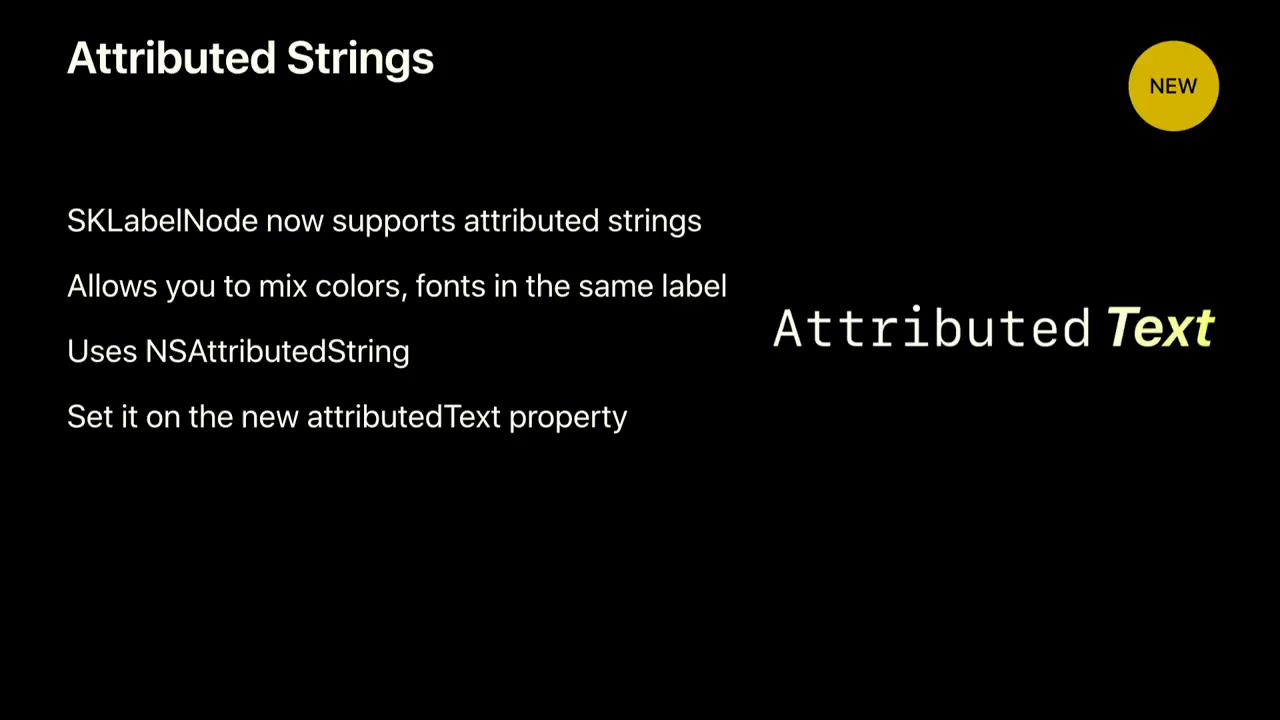 Attributed Strings
NEW
SKLabelNode now supports attributed strings
Allows you to mix colors, fonts in the same label
Uses NSAttributedString
Set it on the new attributedText property
Attributed Text